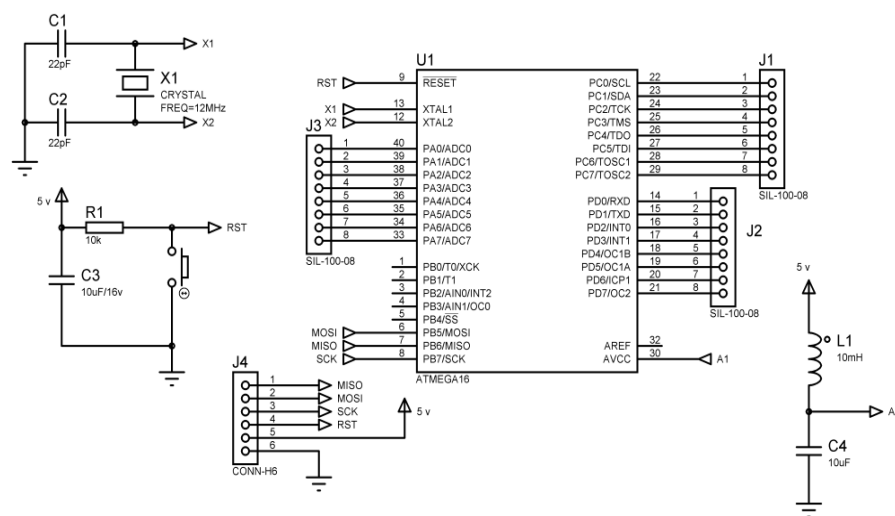 C1
22pF
X1
X1
CRYSTAL
FREQ=12MHz
C2
X2
22pF
5 v
R1
10k
RST
C3
10uF/16v
U1
RST 9 RESET
X1 13 XTAL1
X2 12 XTAL2
J3
1 40 PA0/ADC0
2 39 PA1/ADC1
3 38 PA2/ADC2
4 37 PA3/ADC3
5 36 PA4/ADC4
6 35 PA5/ADC5
7 34 PA6/ADC6
8 33 PA7/ADC7
SIL-100-08
1 PB0/T0/XCK
2 PB1/T1
3 PB2/AIN0/INT2
4 PB3/AIN1/OC0
5 PB4/SS
MOSI 6 PB5/MOSI
MISO 7 PB6/MISO
SCK 8 PB7/SCK
ATMEGA16
J1
PC0/SCL 22 1
PC1/SDA 23 2
PC2/TCK 24 3
PC3/TMS 25 4
PC4/TDO 26 5
PC5/TDI 27 6
PC6/TOSC1 28 7
PC7/TOSC2 29 8
SIL-100-08
J2
PD0/RXD 14 1
PD1/TXD 15 2
PD2/INT0 16 3
PD3/INT1 17 4
PD4/OC1B 18 5
PD5/OC1A 19 6
PD6/ICP1 20 7
PD7/OC2 21 8
SIL-100-08
AREF 32
AVCC 30 A1
J4
1 MISO
2 MOSI
3 SCK
4 RST
5 5 v
6
CONN-H6
5 v
L1
10mH
A
C4
10uF